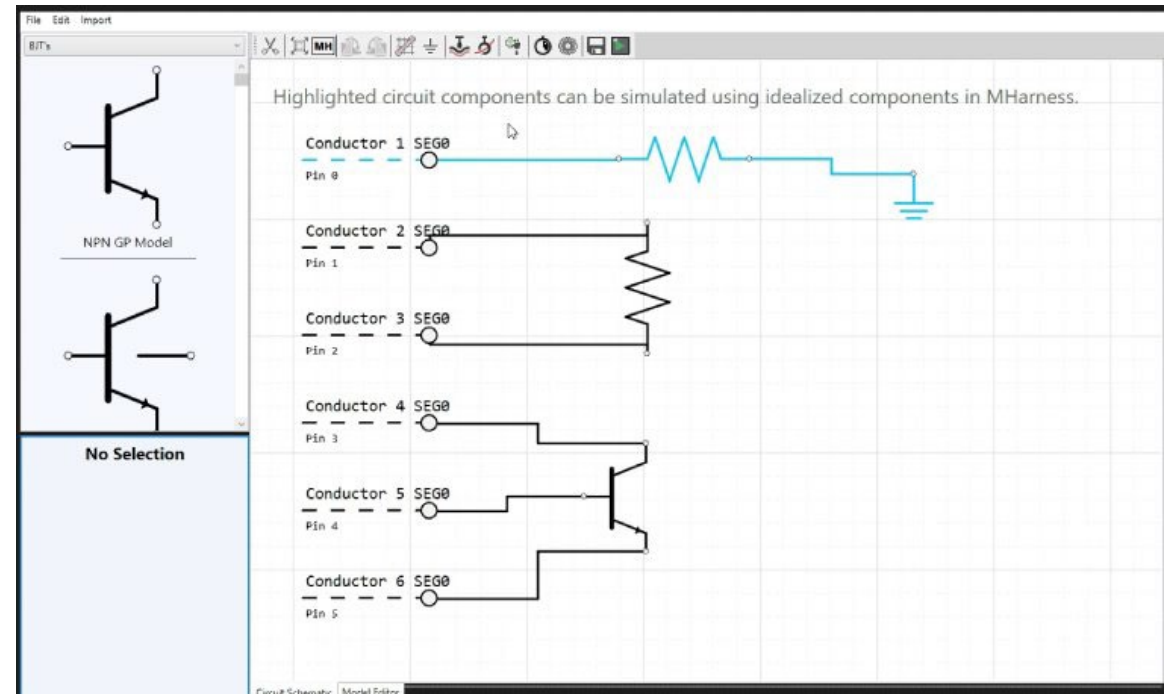 File Edit Import
BJT's
MH
Highlighted circuit components can be simulated using idealized components in MHarness.
Conductor 1 SEG0
Pin 0
NPN GP Model
Conductor 2 SEG0
Pin 1
Conductor 3 SEG0
Pin 2
Conductor 4 SEG0
Pin 3
No Selection
Conductor 5 SEG0
Pin 4
Conductor 6 SEG0
Pin 5
Circuit Schematic Model Editor